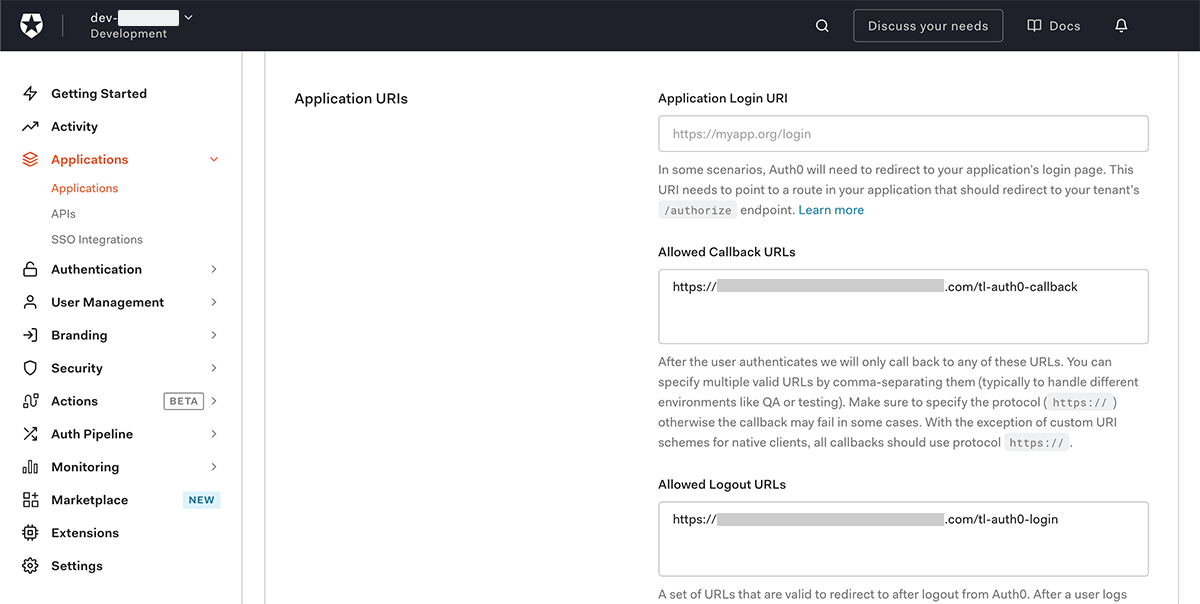 dev-
Development
Discuss your needs
Docs
Getting Started
Activity
Applications
Applications
APIs
SSO Integrations
Authentication
User Management
Branding
Security
Actions
BETA
Auth Pipeline
Monitoring
Marketplace
NEW
Extensions
Settings
Application URIs
Application Login URI
https://myapp.org/login
In some scenarios, Auth0 will need to redirect to your application's login page. This
URI needs to point to a route in your application that should redirect to your tenant's
/authorize endpoint. Learn more
Allowed Callback URLs
https:// .com/tl-auth0-callback
After the user authenticates we will only call back to any of these URLs. You can
specify multiple valid URLs by comma-separating them (typically to handle different
environments like QA or testing). Make sure to specify the protocol ( https:// )
otherwise the callback may fail in some cases. With the exception of custom URI
schemes for native clients, all callbacks should use protocol https:// .
Allowed Logout URLs
https:// .com/tl-auth0-login
A set of URLs that are valid to redirect to after logout from Auth0. After a user logs